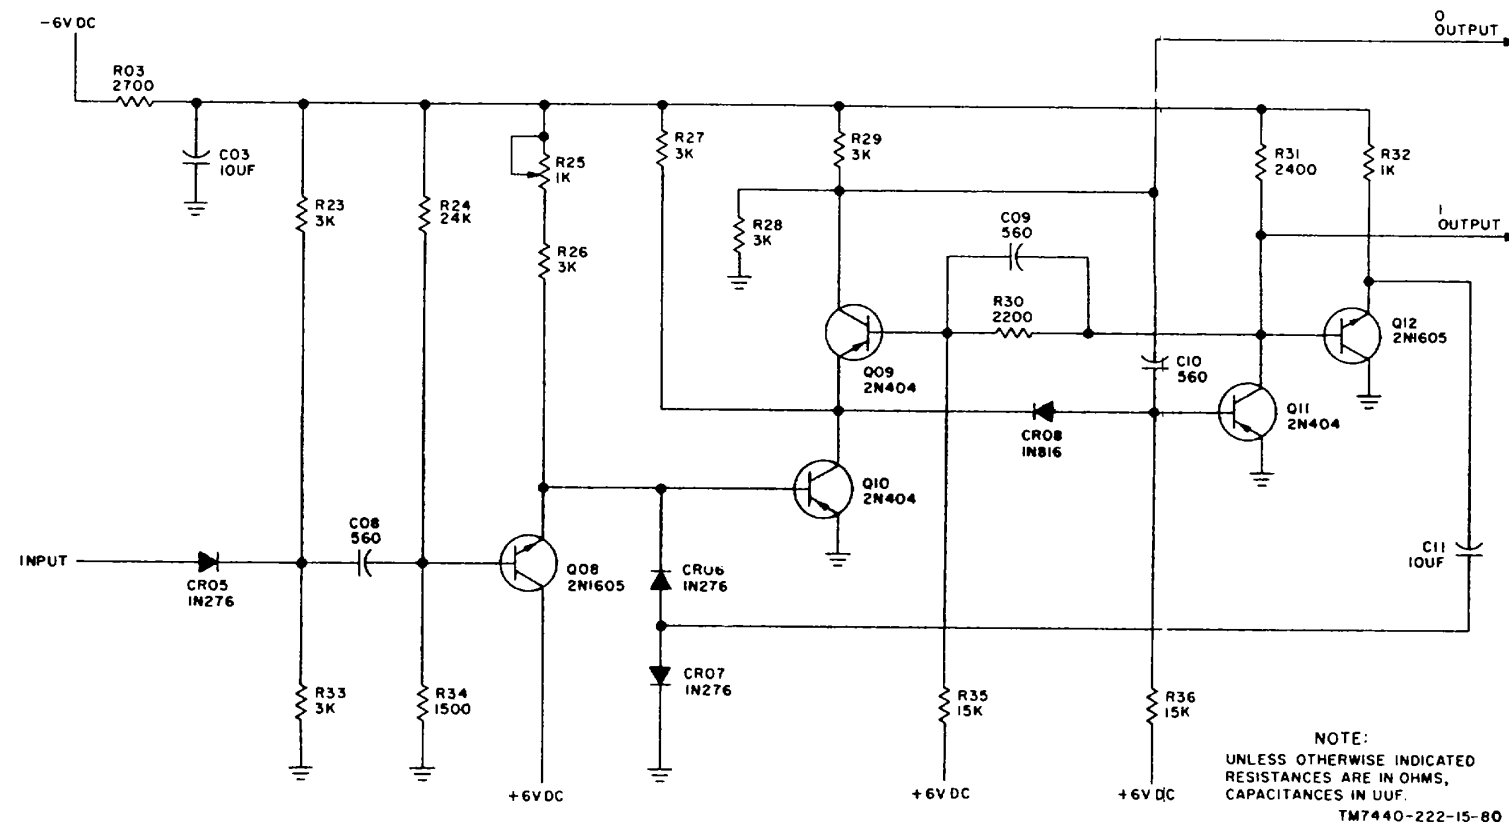 -6V DC
0
OUTPUT
R03
2700
C03
10UF
R23
3K
R24
24K
R25
1K
R26
3K
R27
3K
R29
3K
R28
3K
C09
560
R30
2200
R31
2400
R32
1K
1
OUTPUT
Q09
2N404
C10
560
Q12
2N1605
Q11
2N404
CR08
1N816
Q10
2N404
INPUT
CR05
1N276
C08
560
Q08
2N1605
CR06
1N276
C11
10UF
CR07
1N276
R33
3K
R34
1500
R35
15K
R36
15K
+6V DC
+6V DC
+6V DC
NOTE:
UNLESS OTHERWISE INDICATED
RESISTANCES ARE IN OHMS,
CAPACITANCES IN UUF.
TM7440-222-15-80